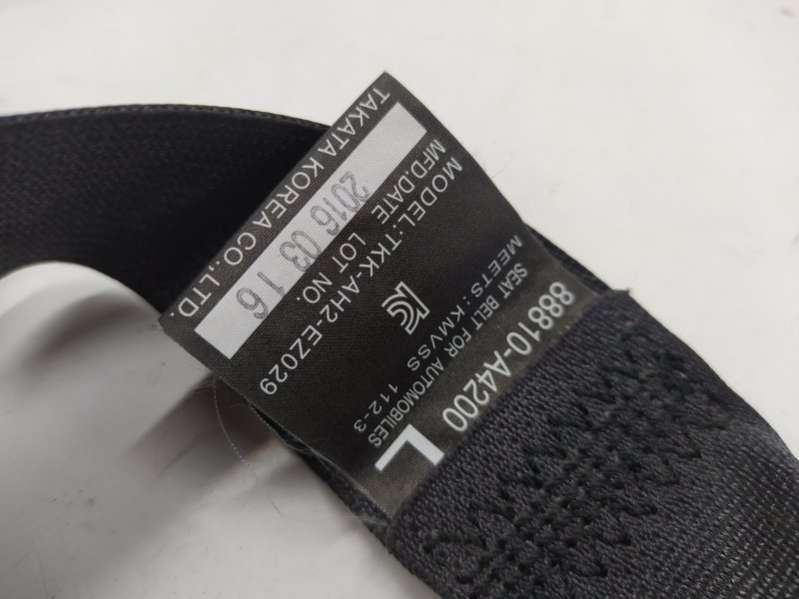 88810-A4200 L
SEAT BELT FOR AUTOMOBILES
MEETS : KMVSS 112-3
MODEL:TKK-AH2-EZ029
MFD.DATE LOT NO.
2016 03 16
TAKATA KOREA CO.,LTD.